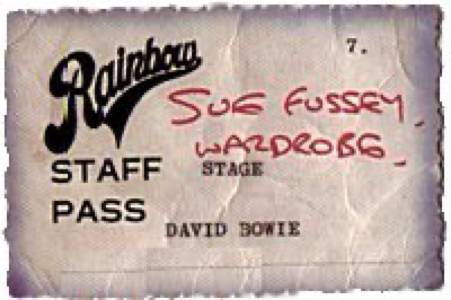 7.
Rainbow
SUE FUSSEY.
WARDROBE.
STAFF STAGE
PASS
DAVID BOWIE